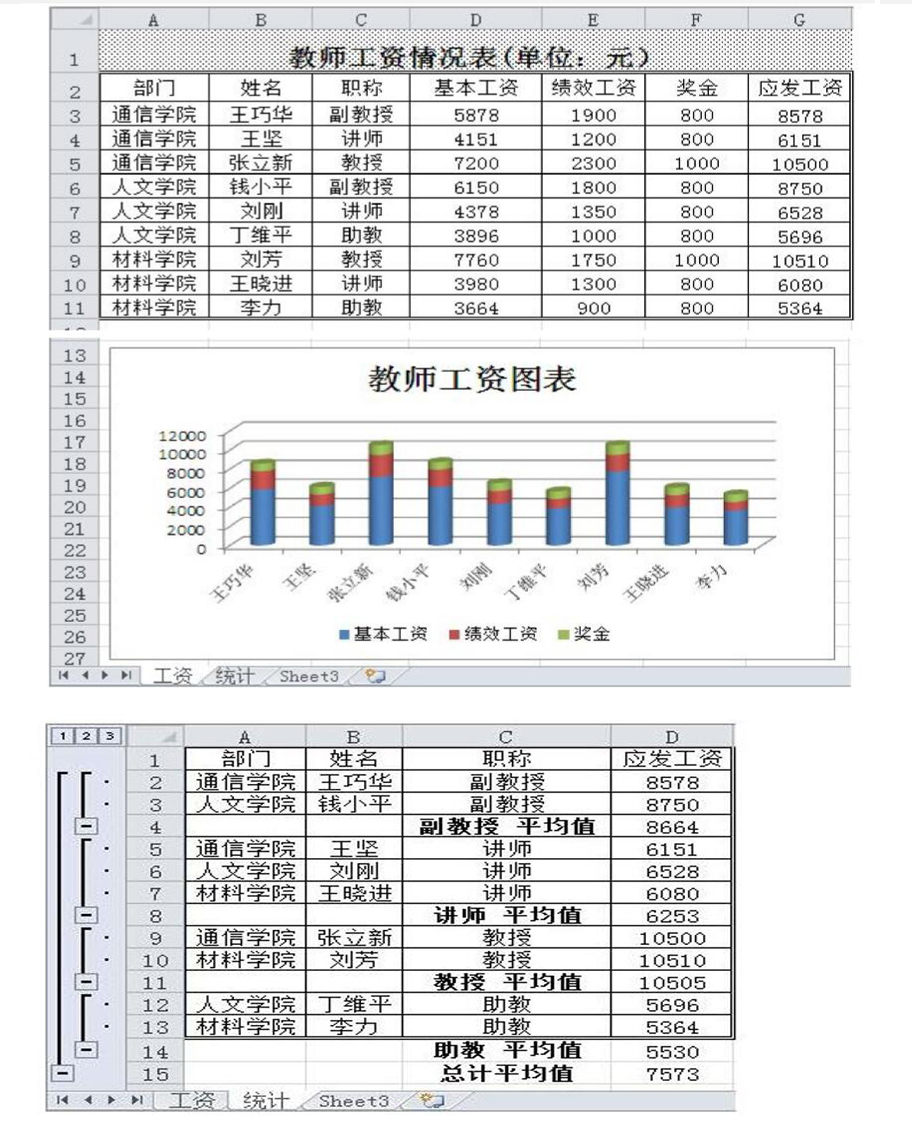 A B C D E F G
1 教师工资情况表(单位：元)
2 部门 姓名 职称 基本工资 绩效工资 奖金 应发工资
3 通信学院 王巧华 副教授 5878 1900 800 8578
4 通信学院 王坚 讲师 4151 1200 800 6151
5 通信学院 张立新 教授 7200 2300 1000 10500
6 人文学院 钱小平 副教授 6150 1800 800 8750
7 人文学院 刘刚 讲师 4378 1350 800 6528
8 人文学院 丁维平 助教 3896 1000 800 5696
9 材料学院 刘芳 教授 7760 1750 1000 10510
10 材料学院 王晓进 讲师 3980 1300 800 6080
11 材料学院 李力 助教 3664 900 800 5364
13
14 教师工资图表
15
16
17 12000
18 10000
19 8000
20 6000
21 4000
22 2000
23 0
24 王巧华 王坚 张立新 钱小平 刘刚 丁维平 刘芳 王晓进 李力
25
26 基本工资 绩效工资 奖金
27
工资 统计 Sheet3
1 2 3 A B C D
1 部门 姓名 职称 应发工资
2 通信学院 王巧华 副教授 8578
3 人文学院 钱小平 副教授 8750
4 副教授 平均值 8664
5 通信学院 王坚 讲师 6151
6 人文学院 刘刚 讲师 6528
7 材料学院 王晓进 讲师 6080
8 讲师 平均值 6253
9 通信学院 张立新 教授 10500
10 材料学院 刘芳 教授 10510
11 教授 平均值 10505
12 人文学院 丁维平 助教 5696
13 材料学院 李力 助教 5364
14 助教 平均值 5530
15 总计平均值 7573
工资 统计 Sheet3